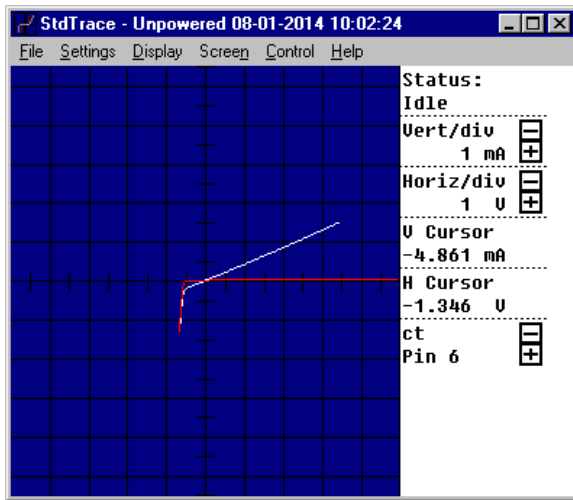 StdTrace - Unpowered 08-01-2014 10:02:24
File Settings Display Screen Control Help
Status:
Idle
Vert/div
1 mA
Horiz/div
1 V
V Cursor
-4.861 mA
H Cursor
-1.346 V
ct
Pin 6